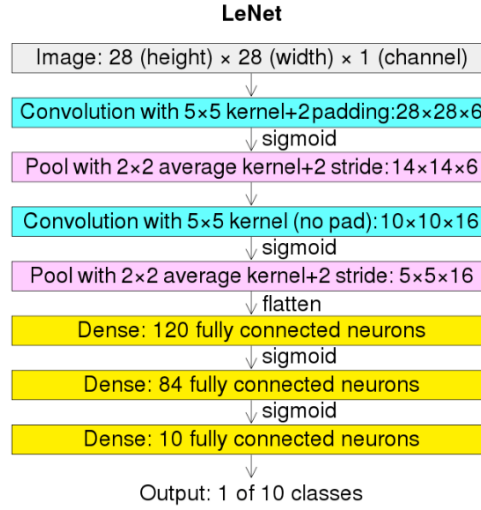 LeNet
Image: 28 (height) × 28 (width) × 1 (channel)
Convolution with 5×5 kernel+2padding:28×28×6
sigmoid
Pool with 2×2 average kernel+2 stride:14×14×6
Convolution with 5×5 kernel (no pad):10×10×16
sigmoid
Pool with 2×2 average kernel+2 stride: 5×5×16
flatten
Dense: 120 fully connected neurons
sigmoid
Dense: 84 fully connected neurons
sigmoid
Dense: 10 fully connected neurons
Output: 1 of 10 classes